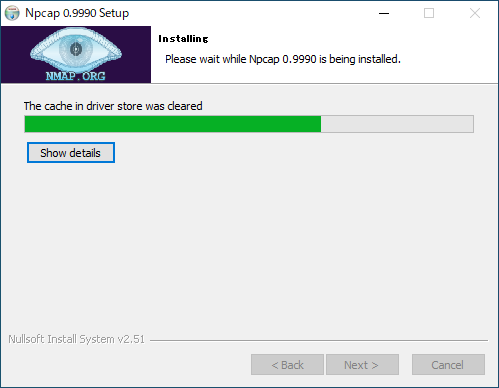 Npcap 0.9990 Setup
NMAP.ORG
Installing
Please wait while Npcap 0.9990 is being installed.
The cache in driver store was cleared
Show details
Nullsoft Install System v2.51
< Back
Next >
Cancel